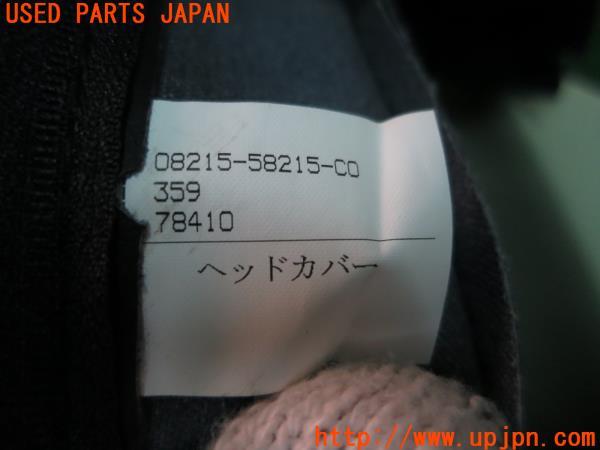 USED PARTS JAPAN
08215-58215-C0
359
78410
ヘッドカバー
http://www.upjpn.com/